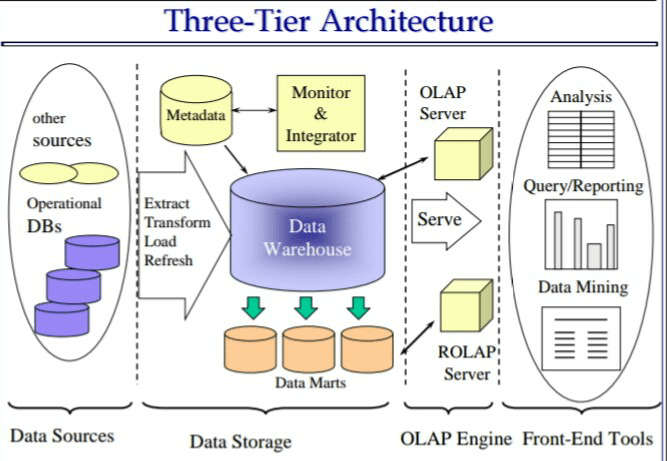 Three-Tier Architecture
other
sources
Operational
DBs
Extract
Transform
Load
Refresh
Metadata
Monitor
&
Integrator
Data
Warehouse
Data Marts
OLAP
Server
Serve
ROLAP
Server
Analysis
Query/Reporting
Data Mining
Data Sources
Data Storage
OLAP Engine
Front-End Tools